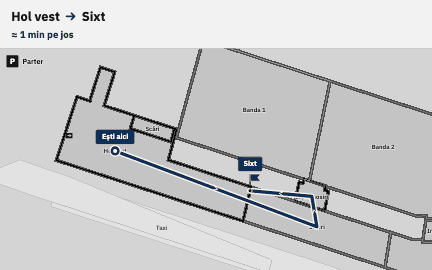 Hol vest → Sixt
≈ 1 min pe jos
P Parter
Banda 1
Scări
Ești aici
Banda 2
Sixt
Taxi